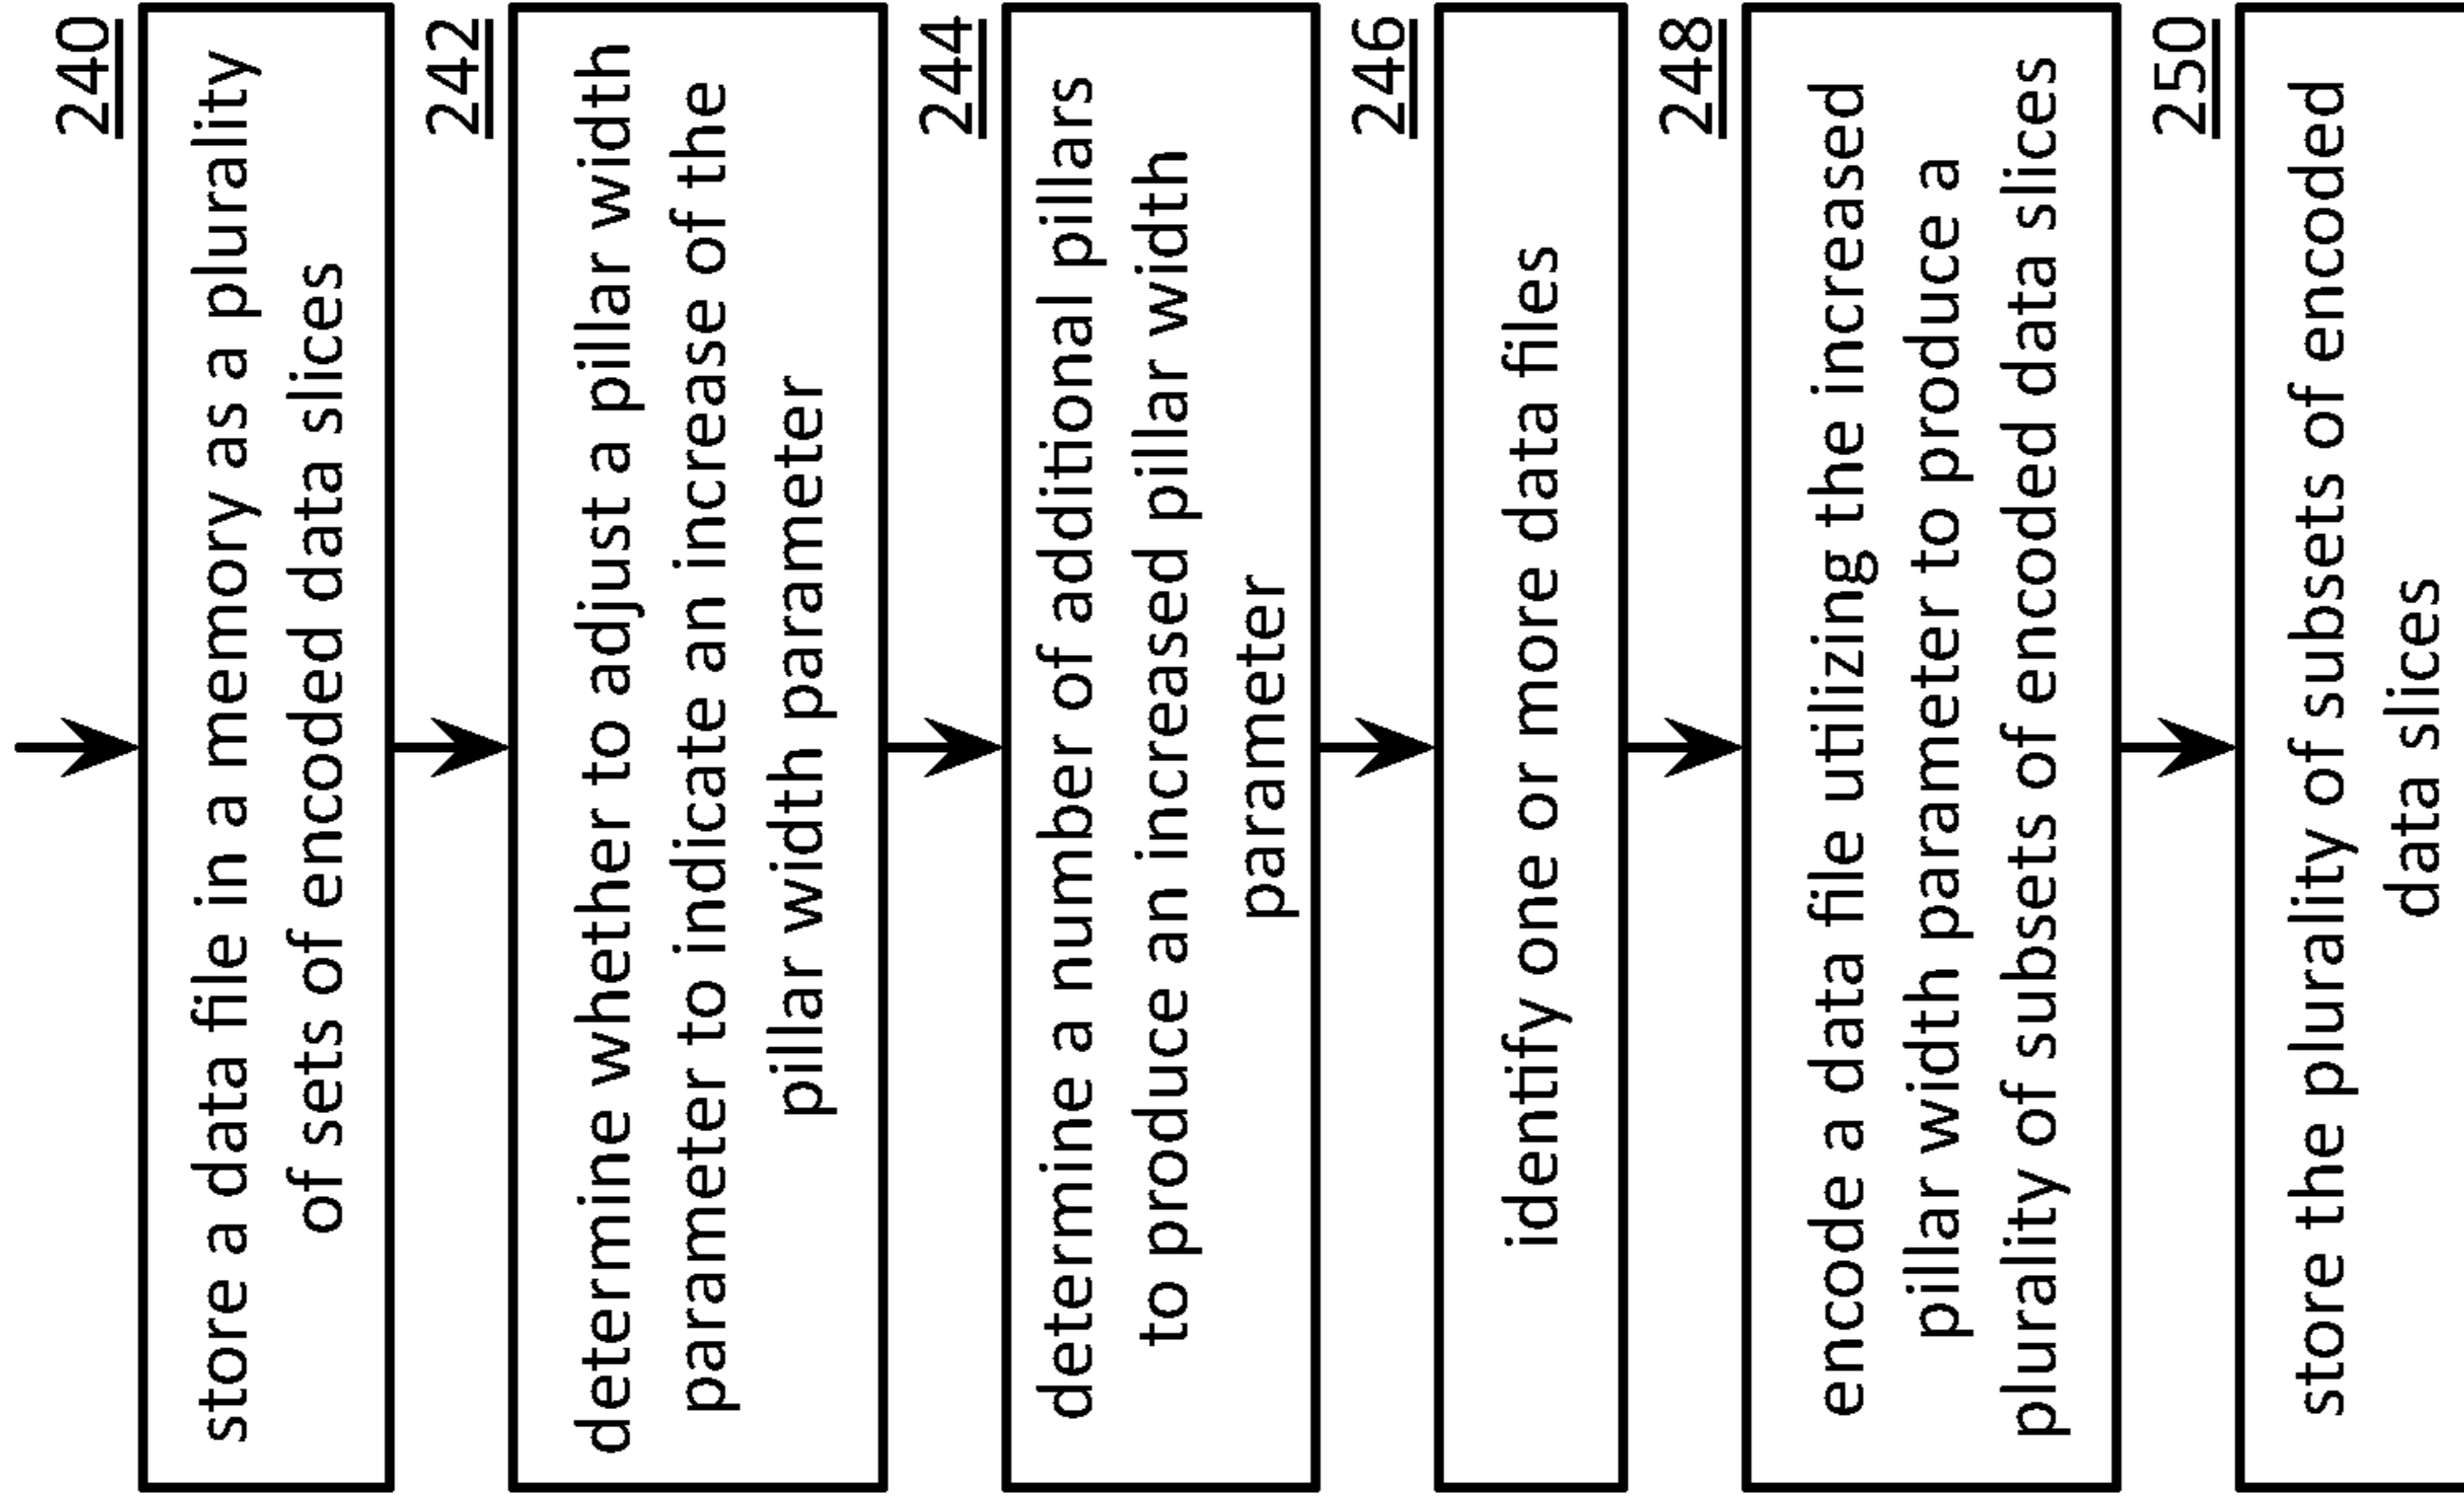 240
store a data file in a memory as a plurality
of sets of encoded data slices
242
determine whether to adjust a pillar width
parameter to indicate an increase of the
pillar width parameter
244
determine a number of additional pillars
to produce an increased pillar width
parameter
246
identify one or more data files
248
encode a data file utilizing the increased
pillar width parameter to produce a
plurality of subsets of encoded data slices
250
store the plurality of subsets of encoded
data slices